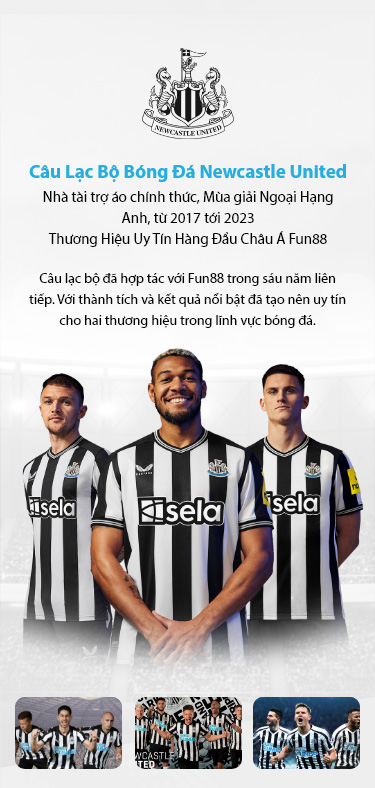 NEWCASTLE UNITED
Câu Lạc Bộ Bóng Đá Newcastle United
Nhà tài trợ áo chính thức, Mùa giải Ngoại Hạng
Anh, từ 2017 tới 2023
Thương Hiệu Uy Tín Hàng Đầu Châu Á Fun88
Câu lạc bộ đã hợp tác với Fun88 trong sáu năm liên
tiếp. Với thành tích và kết quả nổi bật đã tạo nên uy tín
cho hai thương hiệu trong lĩnh vực bóng đá.
sela
sela
sela